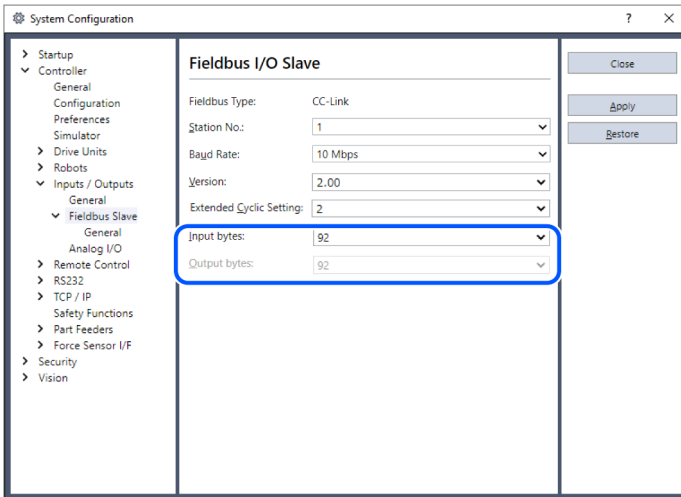 System Configuration
?
Startup
Controller
General
Configuration
Preferences
Simulator
Drive Units
Robots
Inputs / Outputs
General
Fieldbus Slave
General
Analog I/O
Remote Control
RS232
TCP / IP
Safety Functions
Part Feeders
Force Sensor I/F
Security
Vision
Fieldbus I/O Slave
Fieldbus Type: CC-Link
Station No.: 1
Baud Rate: 10 Mbps
Version: 2.00
Extended Cyclic Setting: 2
Input bytes: 92
Output bytes: 92
Close
Apply
Restore